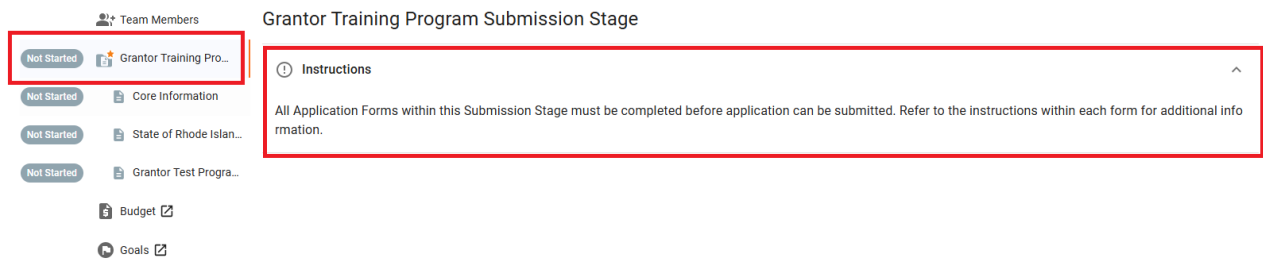 Team Members
Grantor Training Program Submission Stage
Not Started Grantor Training Pro...
Instructions
Not Started Core Information
All Application Forms within this Submission Stage must be completed before application can be submitted. Refer to the instructions within each form for additional info
rmation.
Not Started State of Rhode Islan...
Not Started Grantor Test Progra...
Budget
Goals